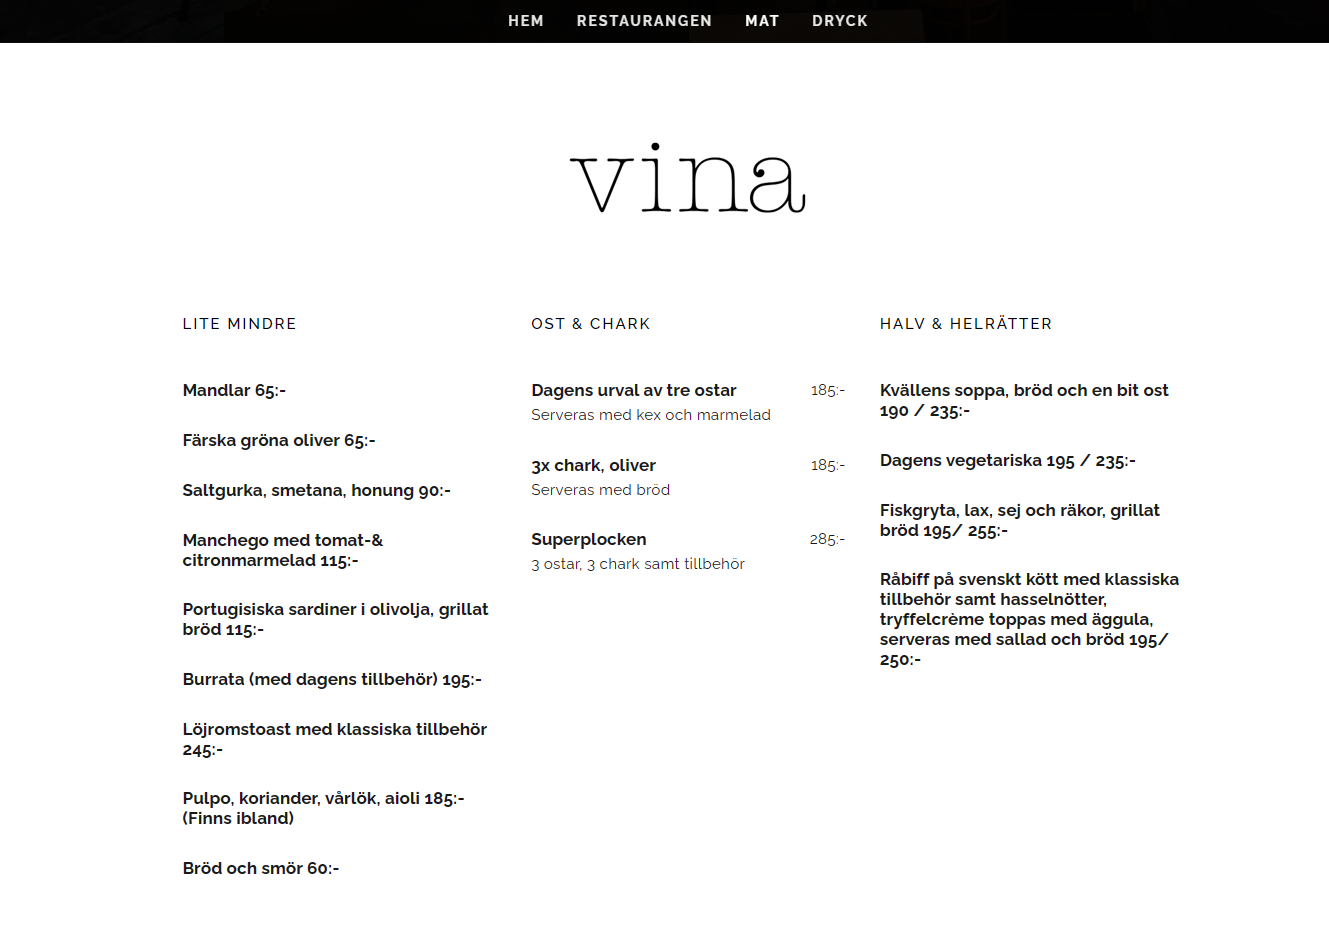 HEM RESTAURANGEN MAT DRYCK
vina
LITE MINDRE
Mandlar 65:-
Färska gröna oliver 65:-
Saltgurka, smetana, honung 90:-
Manchego med tomat-&
citronmarmelad 115:-
Portugisiska sardiner i olivolja, grillat
bröd 115:-
Burrata (med dagens tillbehör) 195:-
Löjromstoast med klassiska tillbehör
245:-
Pulpo, koriander, vårlök, aioli 185:-
(Finns ibland)
Bröd och smör 60:-
OST & CHARK
Dagens urval av tre ostar 185:-
Serveras med kex och marmelad
3x chark, oliver 185:-
Serveras med bröd
Superplocken 285:-
3 ostar, 3 chark samt tillbehör
HALV & HELRÄTTER
Kvällens soppa, bröd och en bit ost
190 / 235:-
Dagens vegetariska 195 / 235:-
Fiskgryta, lax, sej och räkor, grillat
bröd 195/ 255:-
Råbiff på svenskt kött med klassiska
tillbehör samt hasselnötter,
tryffelcrème toppas med äggula,
serveras med sallad och bröd 195/
250:-